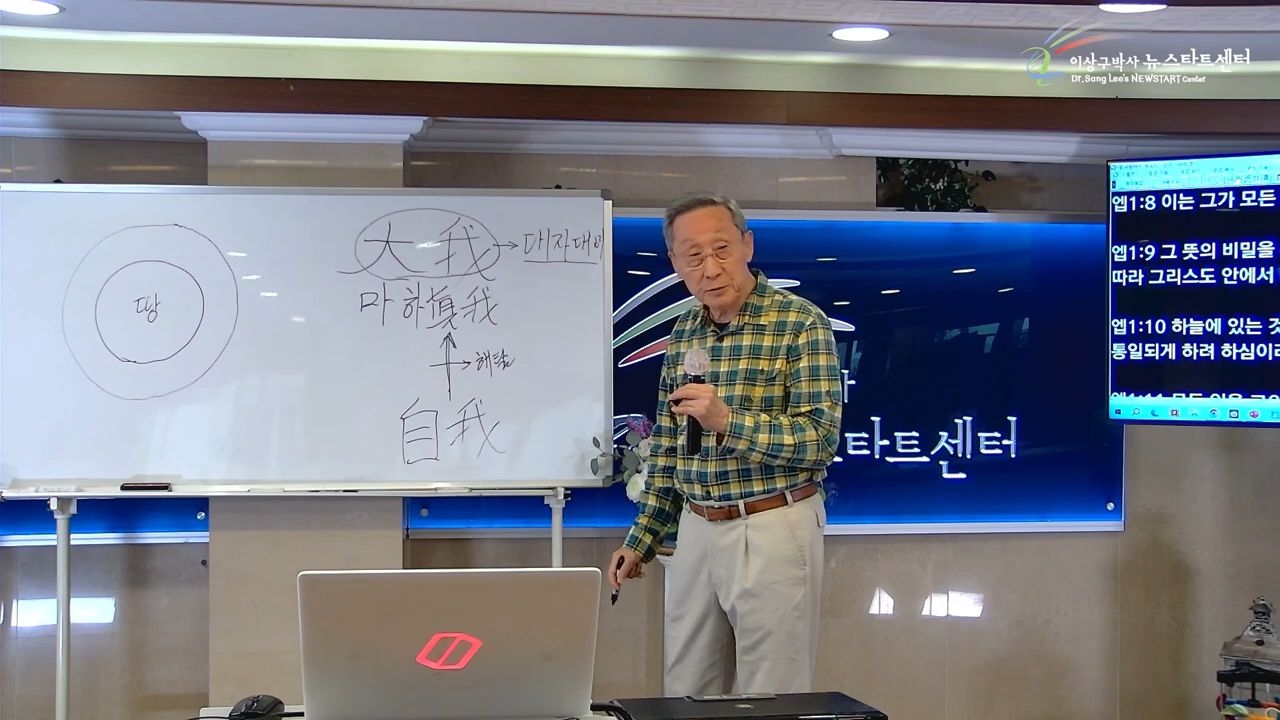 이상구박사 뉴스타트센터
Dr. Sang Lee's NEWSTART Center
땅
大我 → 대자대비
마하眞我
→ 해탈
自我
타트센터
엡1:8 이는 그가 모든
엡1:9 그 뜻의 비밀을
따라 그리스도 안에서
엡1:10 하늘에 있는
통일되게 하려 하심이라